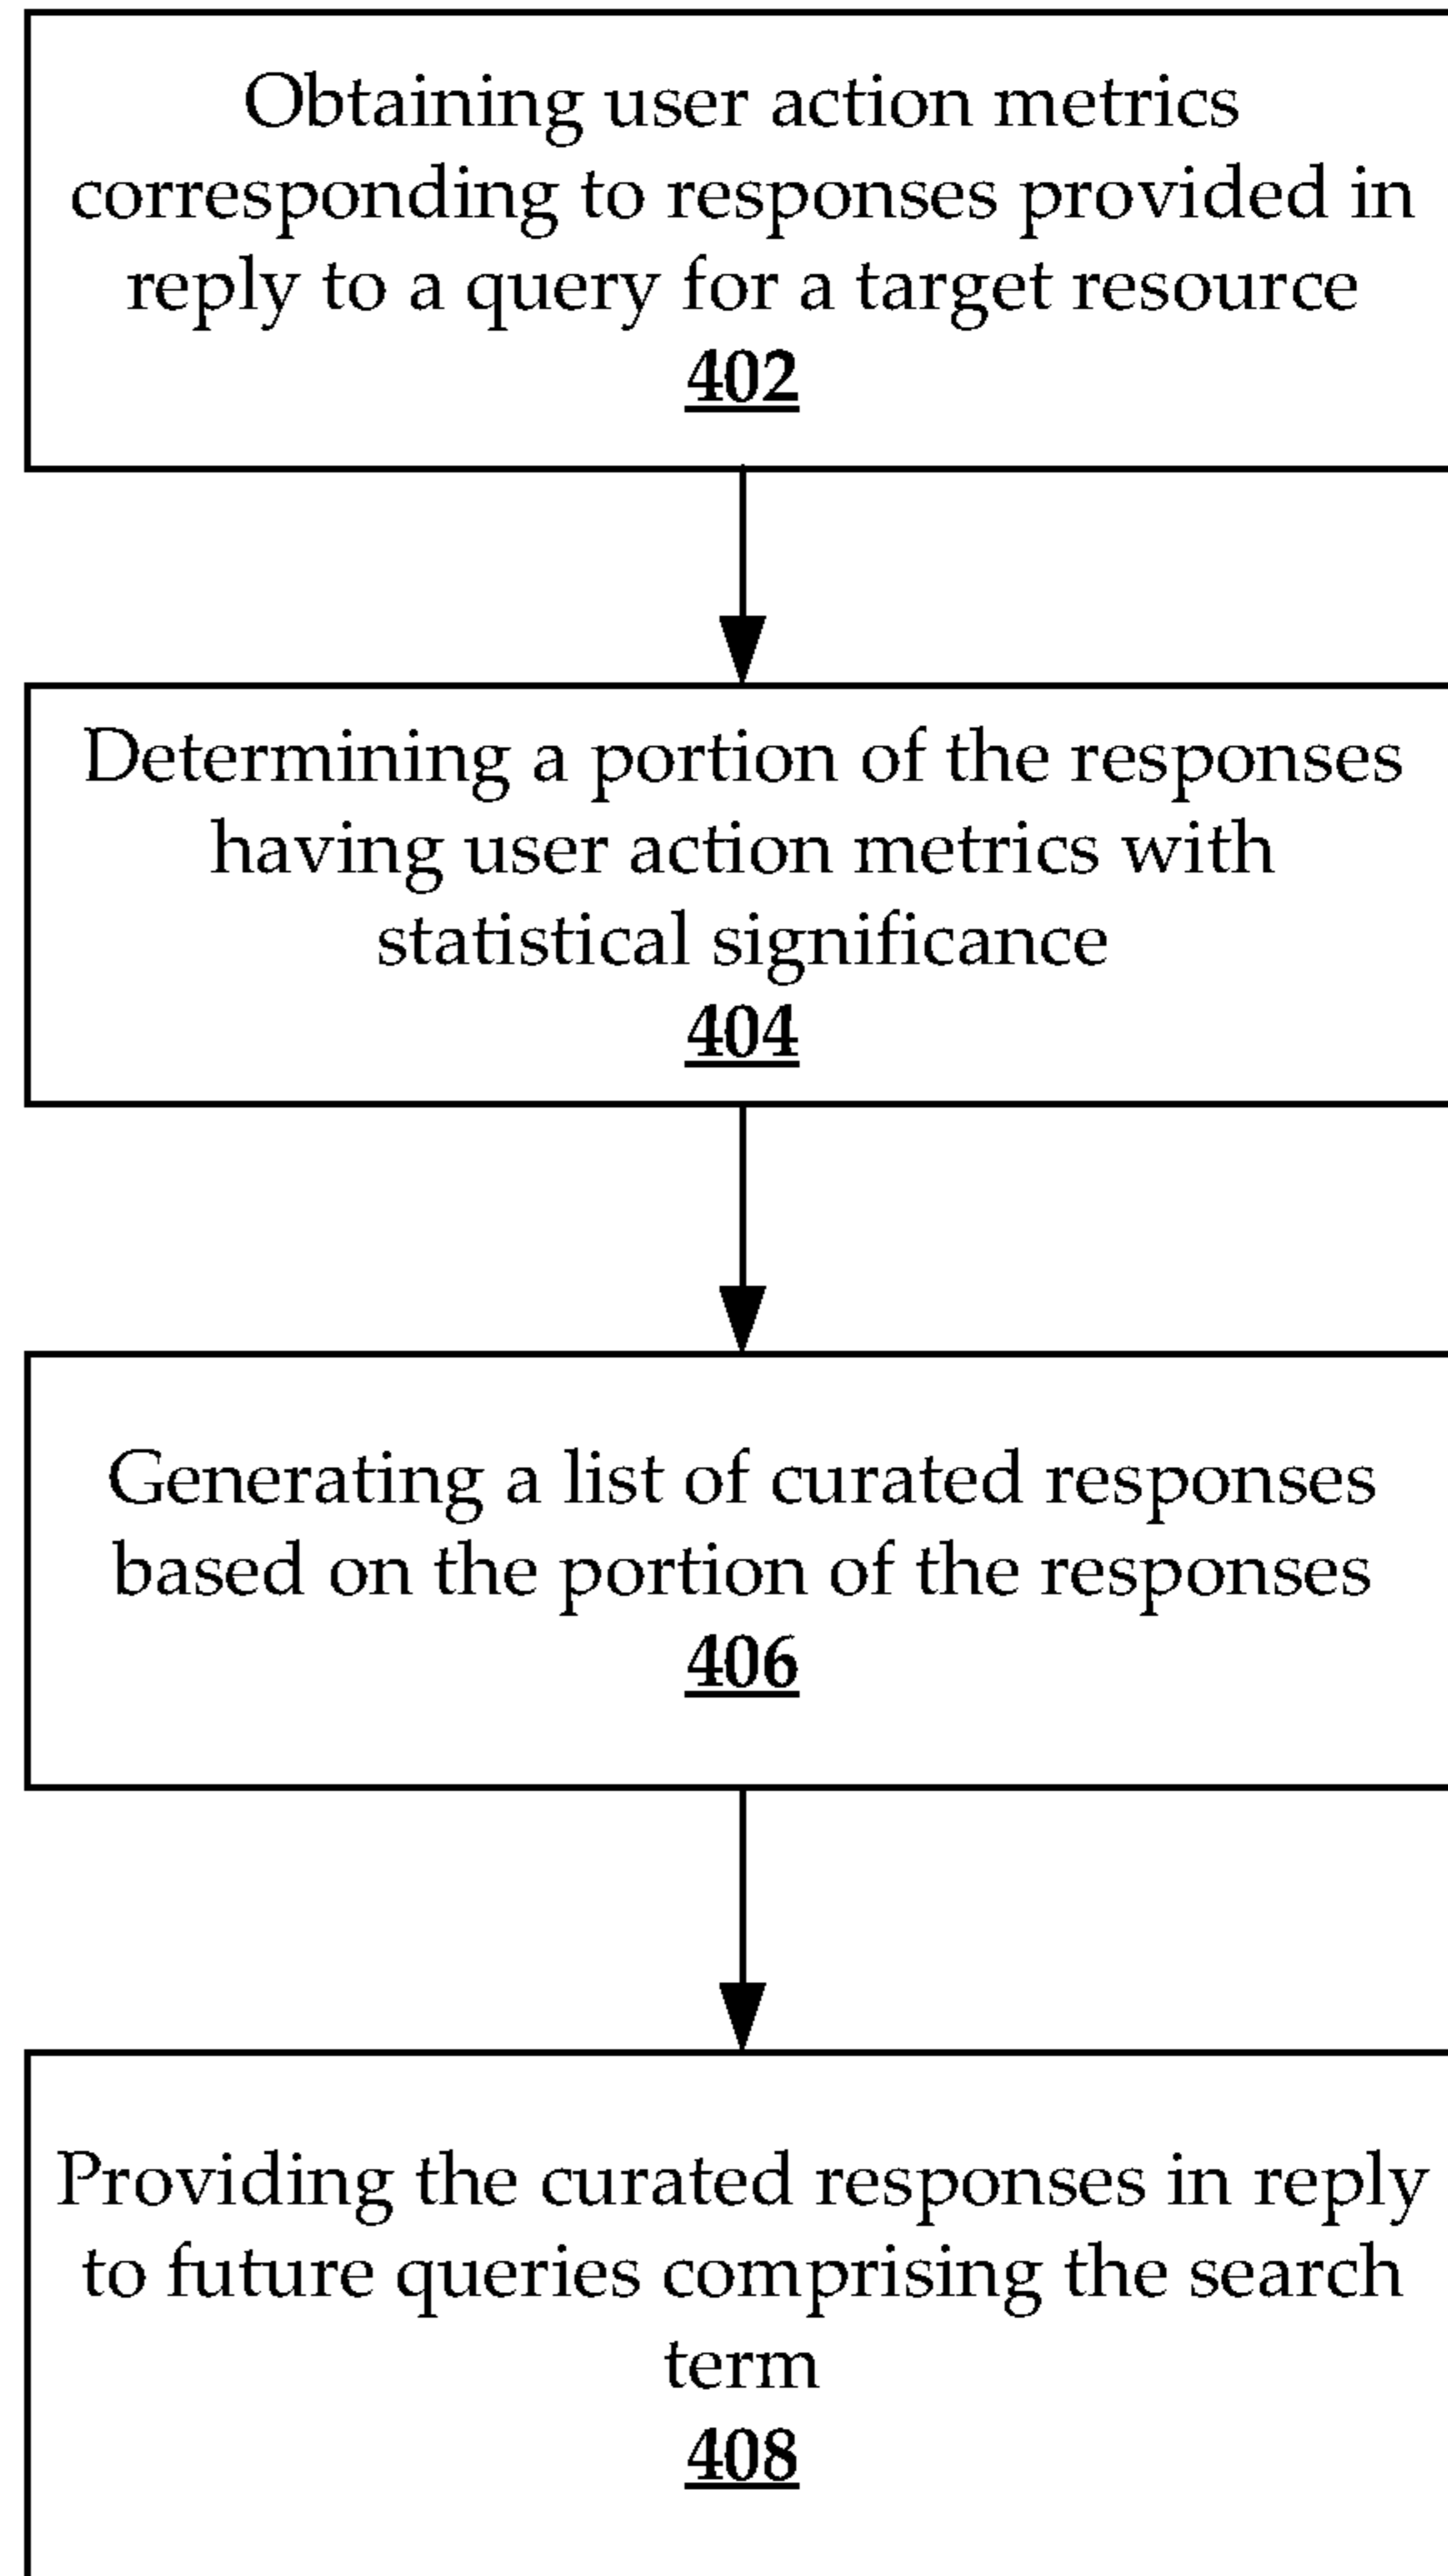 Obtaining user action metrics
corresponding to responses provided in
reply to a query for a target resource
402
Determining a portion of the responses
having user action metrics with
statistical significance
404
Generating a list of curated responses
based on the portion of the responses
406
Providing the curated responses in reply
to future queries comprising the search
term
408